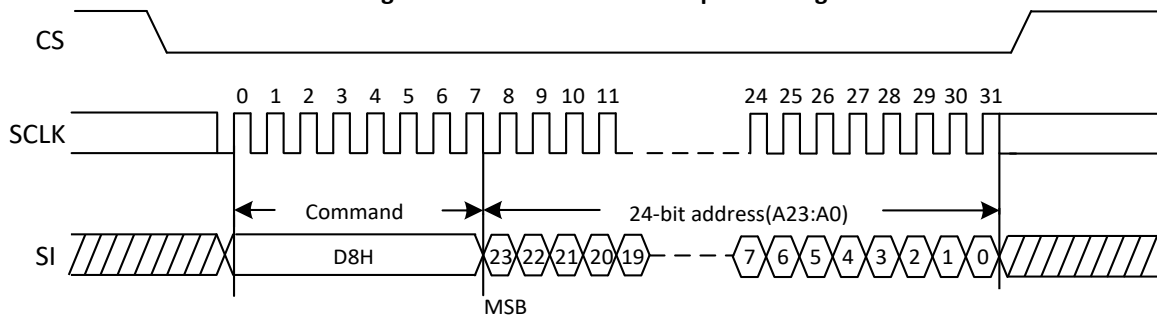 CS
0 1 2 3 4 5 6 7 8 9 10 11 24 25 26 27 28 29 30 31
SCLK
Command 24-bit address(A23:A0)
SI D8H 23 22 21 20 19 7 6 5 4 3 2 1 0
MSB